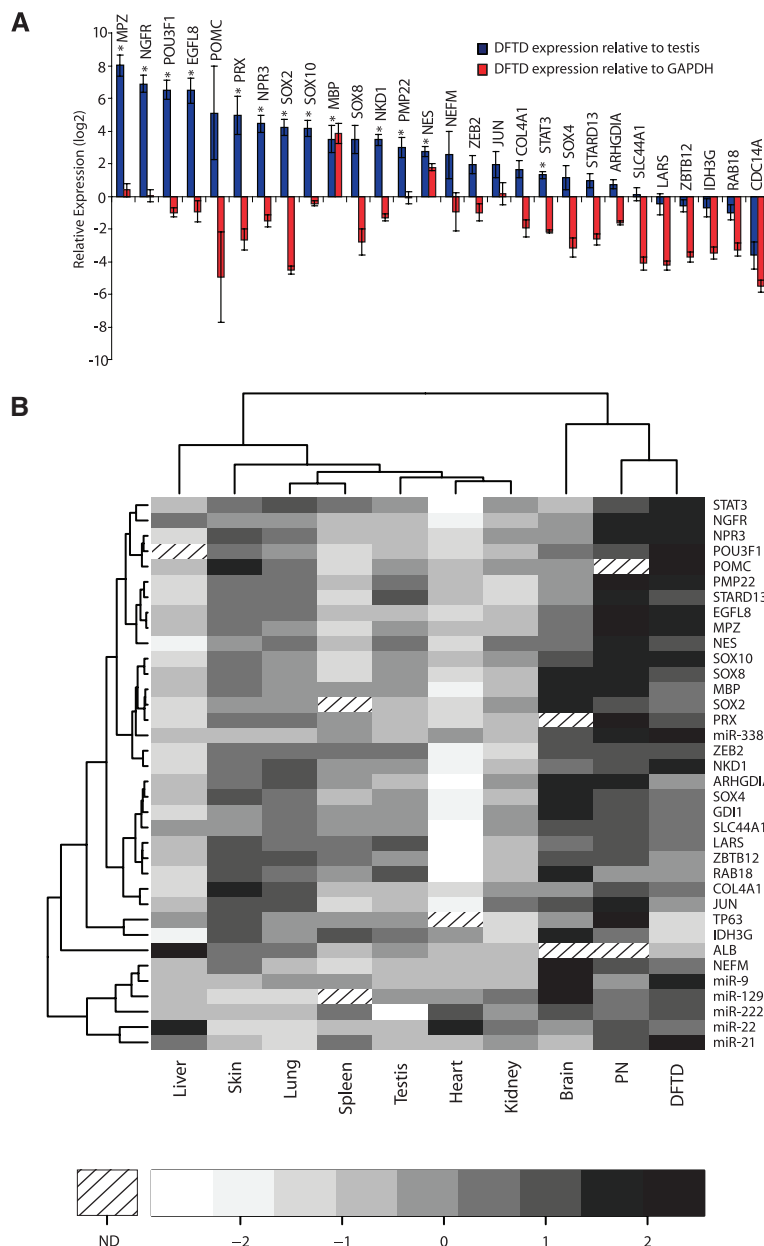 A
10
8
6
4
2
0
-2
-4
-6
-8
-10
Relative Expression (log2)
DFTD expression relative to testis
DFTD expression relative to GAPDH
* MPZ
* NGFR
* POU3F1
* EGFL8
POMC
* PRX
* NPR3
* SOX2
* SOX10
* MBP
SOX8
* NKD1
* PMP22
* NES
NEFM
ZEB2
JUN
COL4A1
* STAT3
SOX4
STARD13
ARHGDIA
SLC44A1
LARS
ZBTB12
IDH3G
RAB18
CDC14A
B
STAT3
NGFR
NPR3
POU3F1
POMC
PMP22
STARD13
EGFL8
MPZ
NES
SOX10
SOX8
MBP
SOX2
PRX
miR-338
ZEB2
NKD1
ARHGDIA
SOX4
GDI1
SLC44A1
LARS
ZBTB12
RAB18
COL4A1
JUN
TP63
IDH3G
ALB
NEFM
miR-9
miR-129
miR-222
miR-22
miR-21
Liver
Skin
Lung
Spleen
Testis
Heart
Kidney
Brain
PN
DFTD
ND
−2
−1
0
1
2